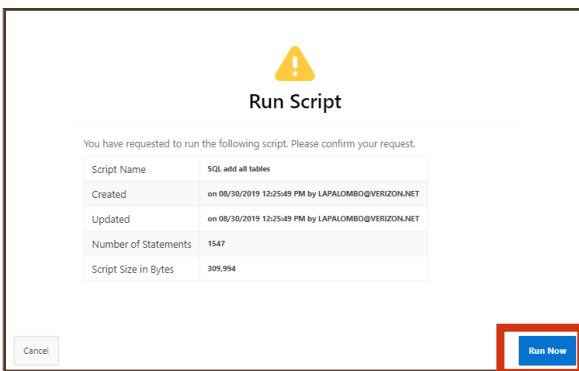 Run Script
You have requested to run the following script. Please confirm your request.
Script Name SQL add all tables
Created on 08/30/2019 12:25:49 PM by LAPALOMBO@VERIZON.NET
Updated on 08/30/2019 12:25:49 PM by LAPALOMBO@VERIZON.NET
Number of Statements 1547
Script Size in Bytes 309,994
Cancel Run Now